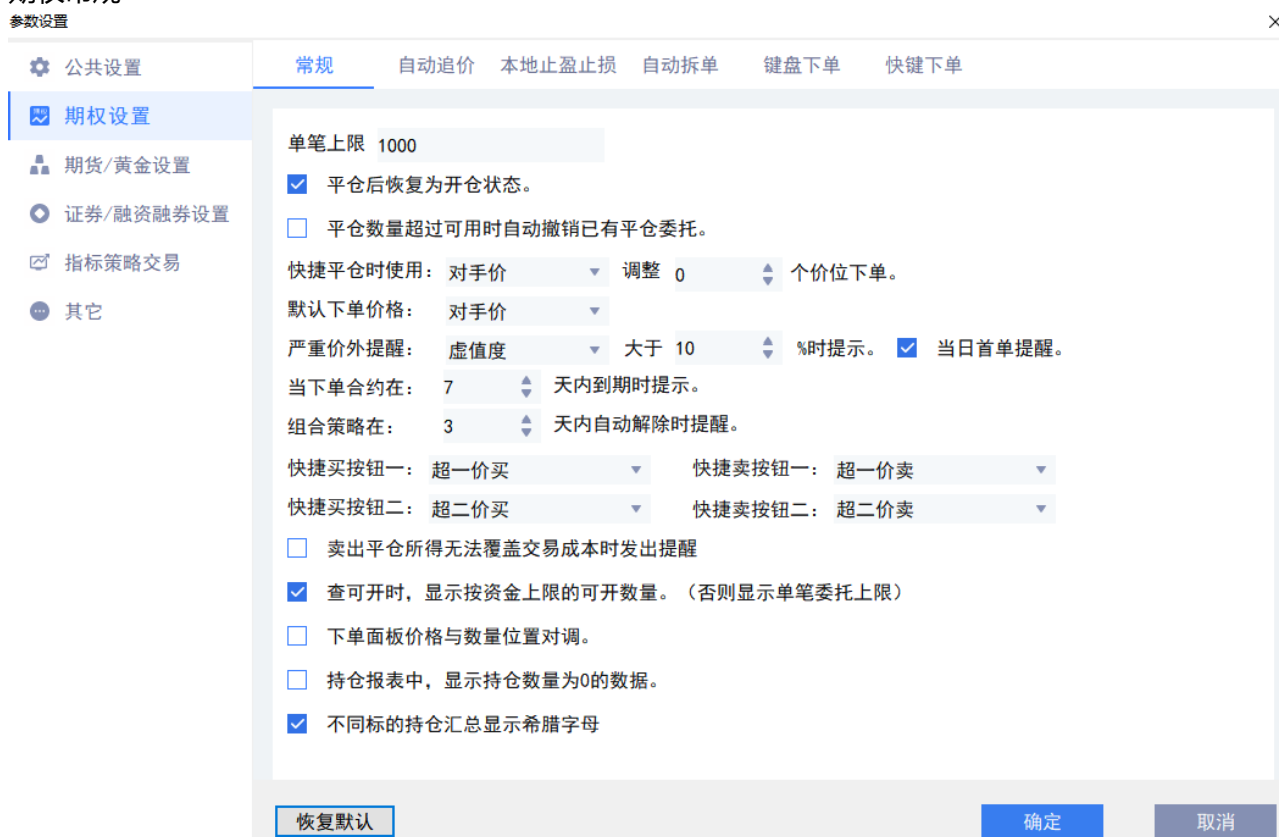 参数设置
公共设置
期权设置
期货/黄金设置
证券/融资融券设置
指标策略交易
其它
常规 自动追价 本地止盈止损 自动拆单 键盘下单 快键下单
单笔上限 1000
平仓后恢复为开仓状态。
平仓数量超过可用时自动撤销已有平仓委托。
快捷平仓时使用: 对手价 调整 0 个价位下单。
默认下单价格: 对手价
严重价外提醒: 虚值度 大于 10 %时提示。 当日首单提醒。
当下单合约在: 7 天内到期时提示。
组合策略在: 3 天内自动解除时提醒。
快捷买按钮一: 超一价买 快捷卖按钮一: 超一价卖
快捷买按钮二: 超二价买 快捷卖按钮二: 超二价卖
卖出平仓所得无法覆盖交易成本时发出提醒
查可开时，显示按资金上限的可开数量。（否则显示单笔委托上限）
下单面板价格与数量位置对调。
持仓报表中，显示持仓数量为0的数据。
不同标的持仓汇总显示希腊字母
恢复默认 确定 取消